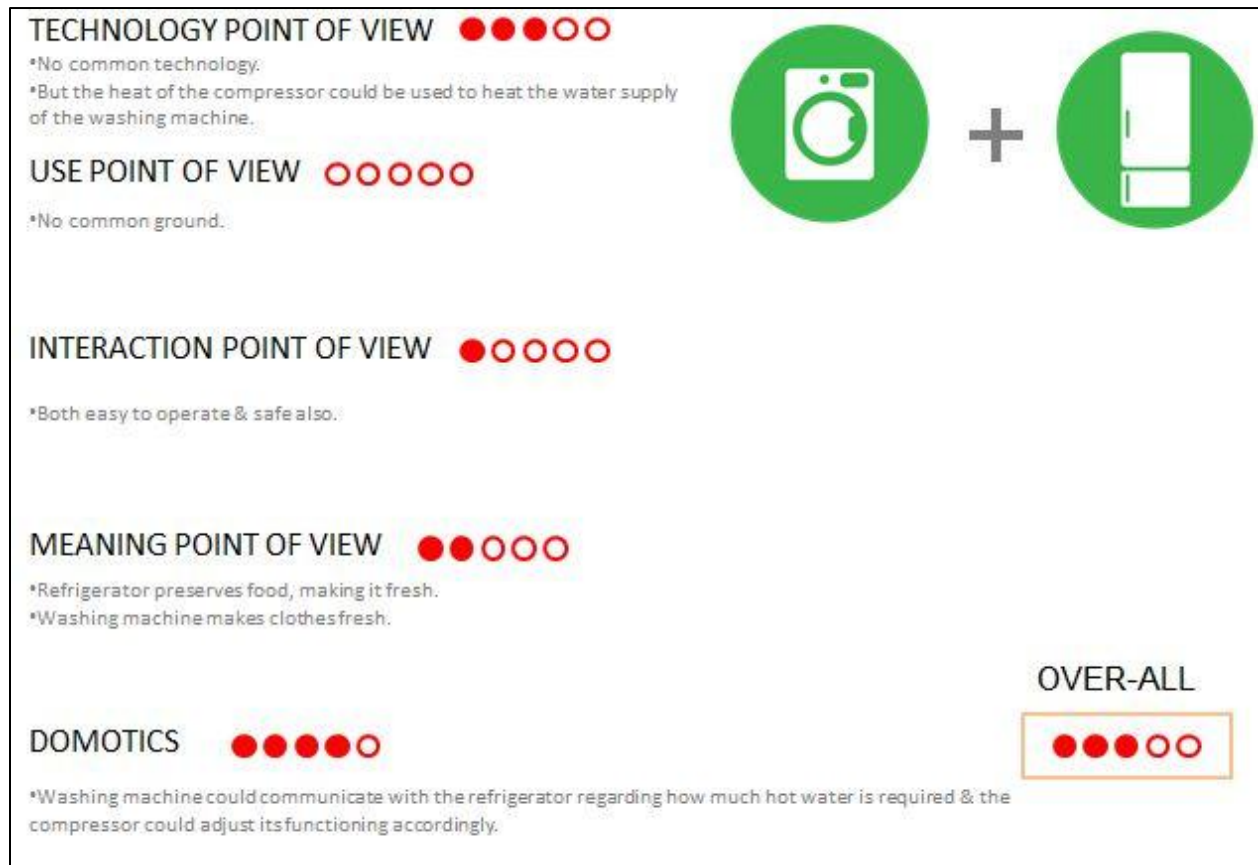 TECHNOLOGY POINT OF VIEW
*No common technology.
*But the heat of the compressor could be used to heat the water supply
of the washing machine.
USE POINT OF VIEW
*No common ground.
INTERACTION POINT OF VIEW
*Both easy to operate & safe also.
MEANING POINT OF VIEW
*Refrigerator preserves food, making it fresh.
*Washing machine makes clothes fresh.
OVER-ALL
DOMOTICS
*Washing machine could communicate with the refrigerator regarding how much hot water is required & the
compressor could adjust its functioning accordingly.